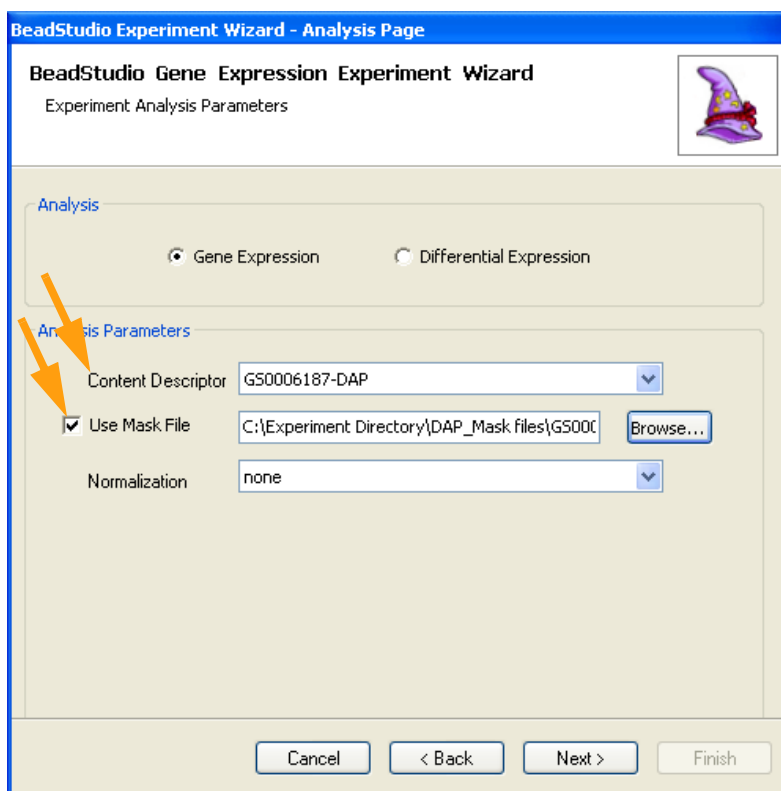 BeadStudio Experiment Wizard - Analysis Page
BeadStudio Gene Expression Experiment Wizard
Experiment Analysis Parameters
Analysis
Gene Expression
Differential Expression
Analysis Parameters
Content Descriptor
GS0006187-DAP
Use Mask File
C:\Experiment Directory\DAP_Mask files\GS000
Browse...
Normalization
none
Cancel
< Back
Next >
Finish